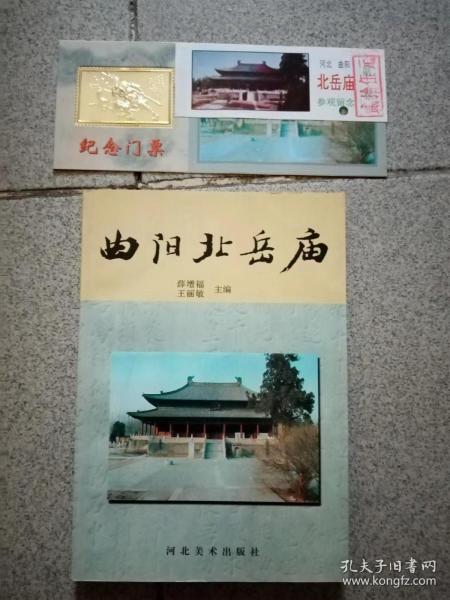 河北 曲阳
北岳庙
参观留念
纪念门票
曲阳北岳庙
薛增福
王丽敏 主编
河北美术出版社
孔夫子旧书网
www.kongfz.com